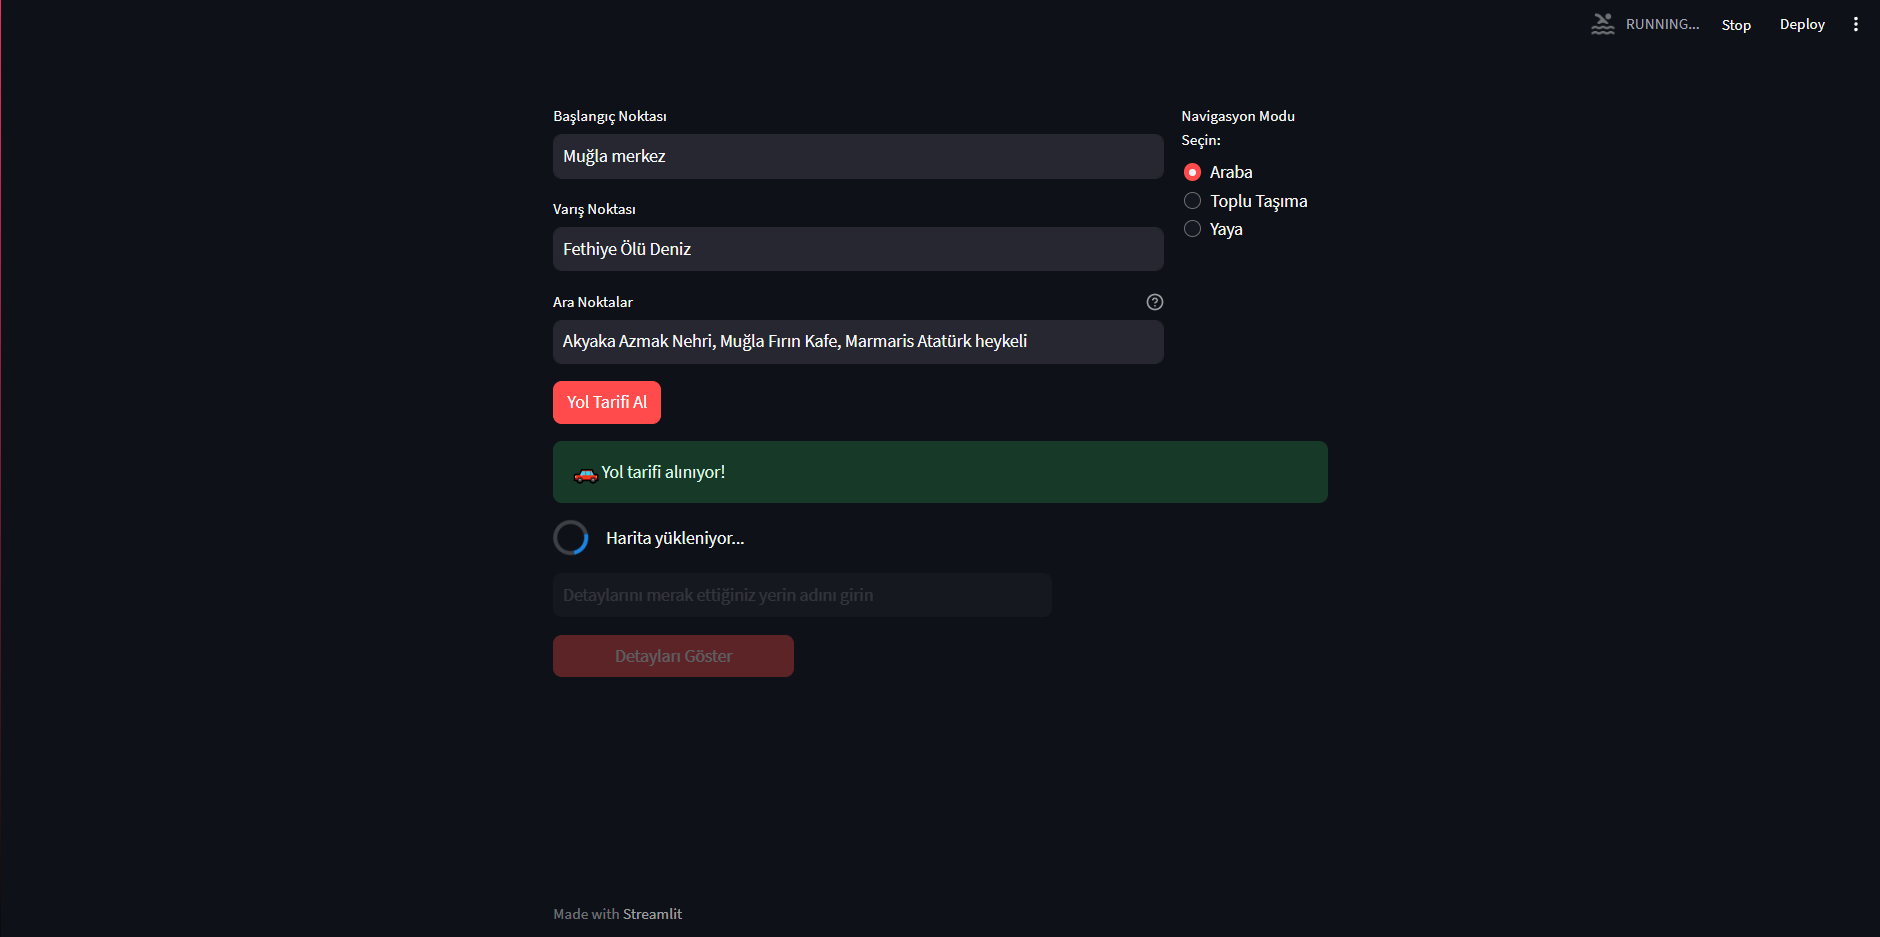 RUNNING...
Stop
Deploy
Başlangıç Noktası
Muğla merkez
Varış Noktası
Fethiye Ölü Deniz
Ara Noktalar
Akyaka Azmak Nehri, Muğla Fırın Kafe, Marmaris Atatürk heykeli
Navigasyon Modu
Seçin:
Araba
Toplu Taşıma
Yaya
Yol Tarifi Al
🚗 Yol tarifi alınıyor!
Harita yükleniyor...
Detaylarını merak ettiğiniz yerin adını girin
Detayları Göster
Made with Streamlit